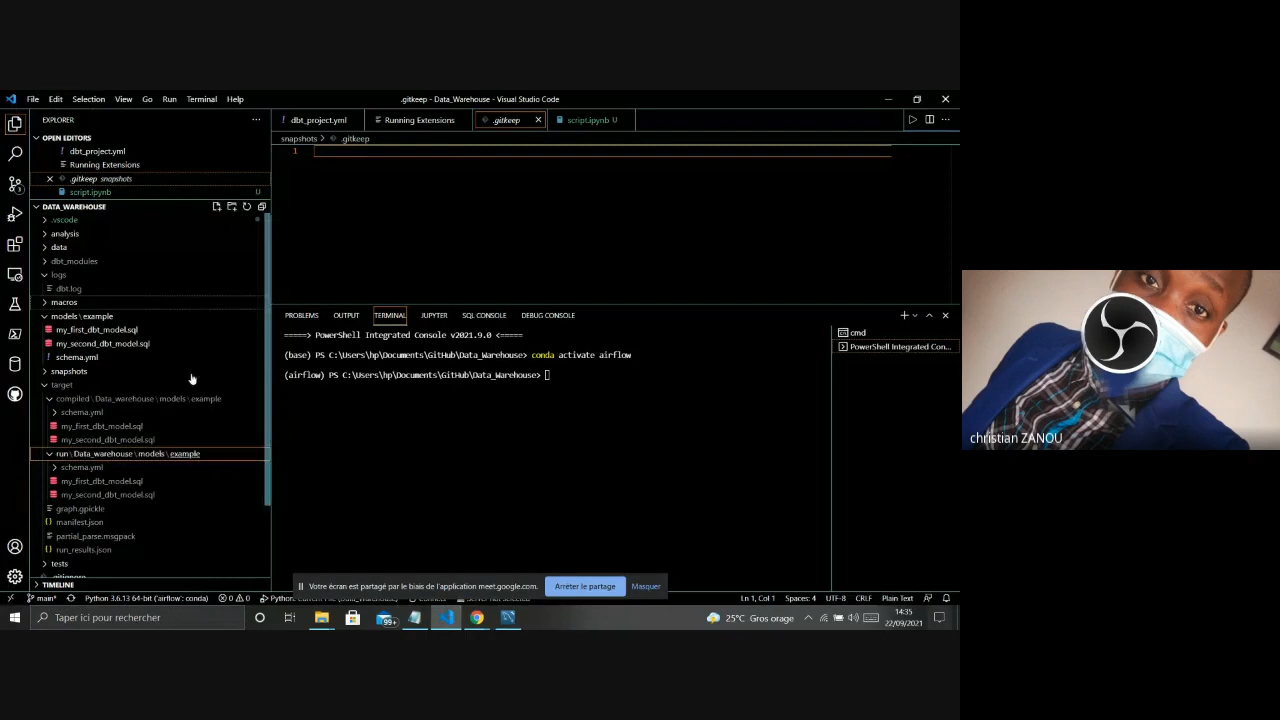 File Edit Selection View Go Run Terminal Help
.gitkeep - Data_Warehouse - Visual Studio Code
EXPLORER
OPEN EDITORS
dbt_project.yml
Running Extensions
.gitkeep snapshots
script.ipynb U
DATA_WAREHOUSE
.vscode
analysis
data
dbt_modules
logs
dbt.log
macros
models \ example
my_first_dbt_model.sql
my_second_dbt_model.sql
schema.yml
snapshots
target
compiled \ Data_warehouse \ models \ example
schema.yml
my_first_dbt_model.sql
my_second_dbt_model.sql
run \ Data_warehouse \ models \ example
schema.yml
my_first_dbt_model.sql
my_second_dbt_model.sql
graph.gpickle
manifest.json
partial_parse.msgpack
run_results.json
tests
.gitignore
TIMELINE
dbt_project.yml Running Extensions .gitkeep script.ipynb U
snapshots > .gitkeep
1
PROBLEMS OUTPUT TERMINAL JUPYTER SQL CONSOLE DEBUG CONSOLE
=====> PowerShell Integrated Console v2021.9.0 <=====
(base) PS C:\Users\hp\Documents\GitHub\Data_Warehouse> conda activate airflow
(airflow) PS C:\Users\hp\Documents\GitHub\Data_Warehouse>
cmd
PowerShell Integrated Con...
Votre écran est partagé par le biais de l'application meet.google.com. Arrêter le partage Masquer
main* Python 3.6.13 64-bit ('airflow': conda) 0 0 Ln 1, Col 1 Spaces: 4 UTF-8 CRLF Plain Text
Taper ici pour rechercher
99+
25°C Gros orage
14:35
22/09/2021
christian ZANOU